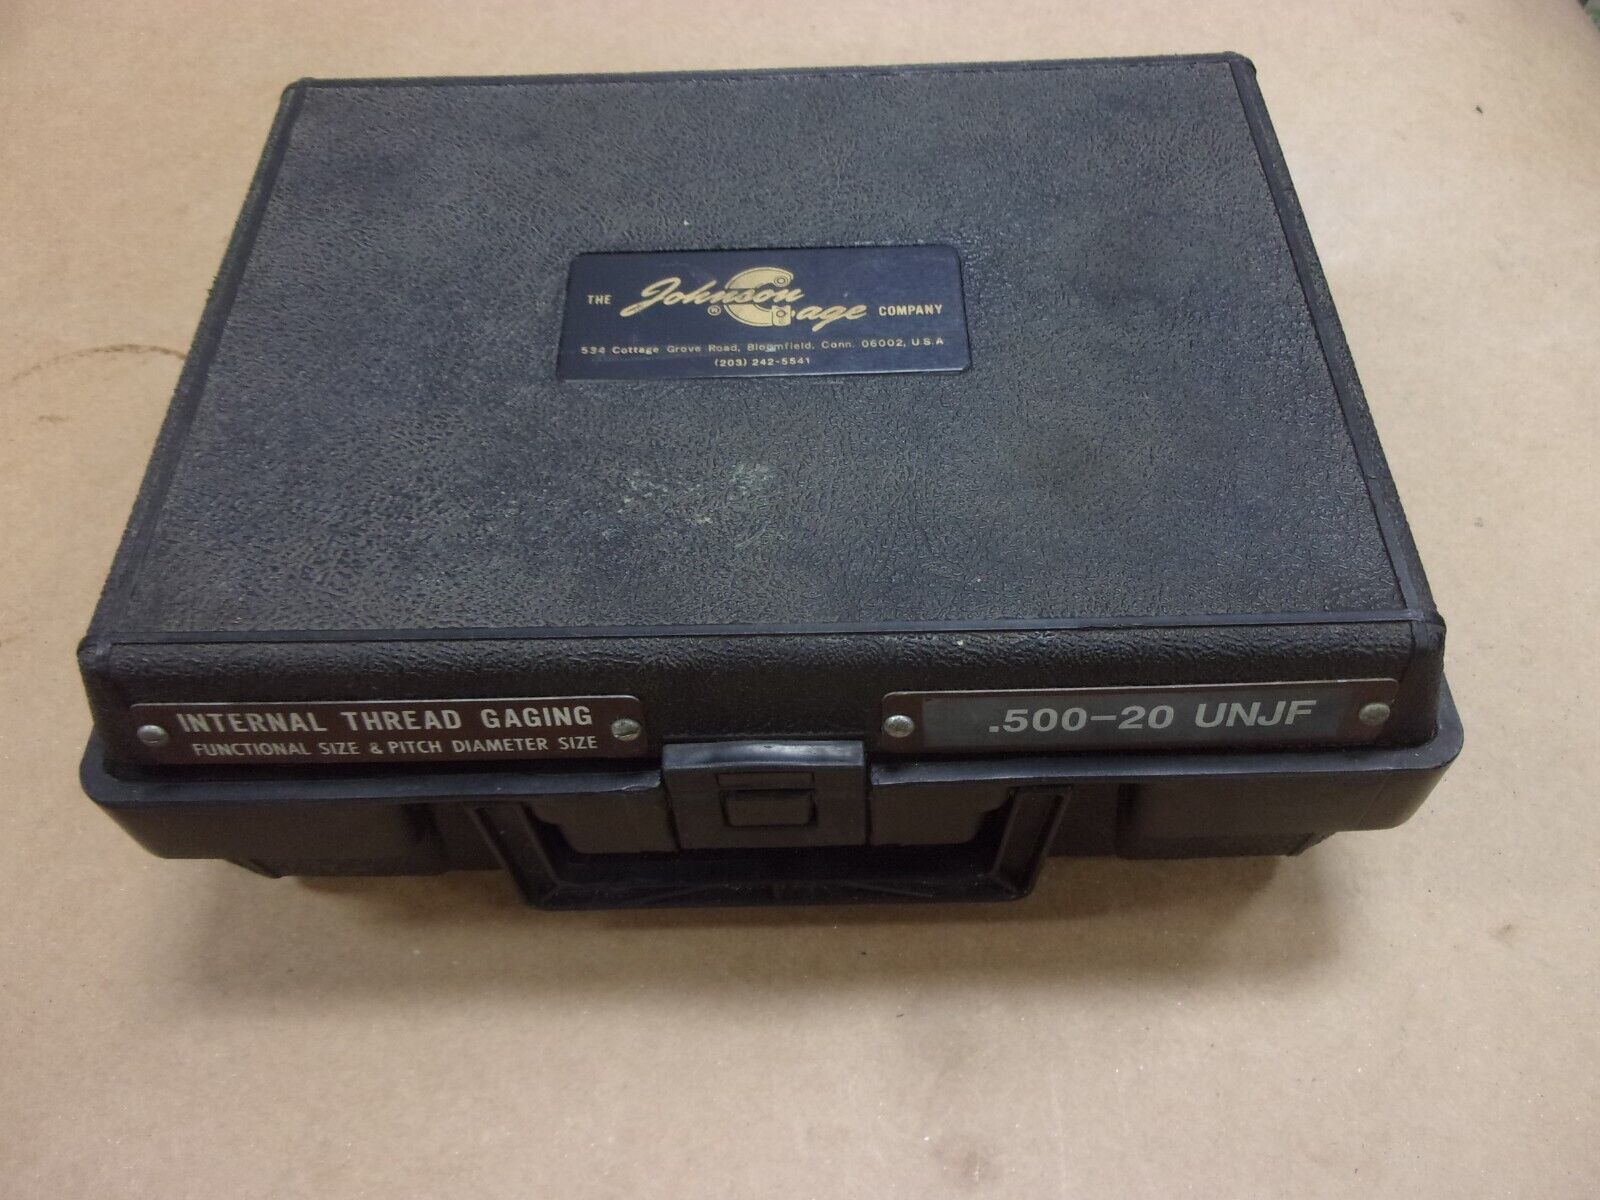 THE Johnson Gage COMPANY
®
534 Cottage Grove Road, Bloomfield, Conn. 06002, U.S.A
(203) 242-5541
INTERNAL THREAD GAGING
FUNCTIONAL SIZE & PITCH DIAMETER SIZE
.500-20 UNJF